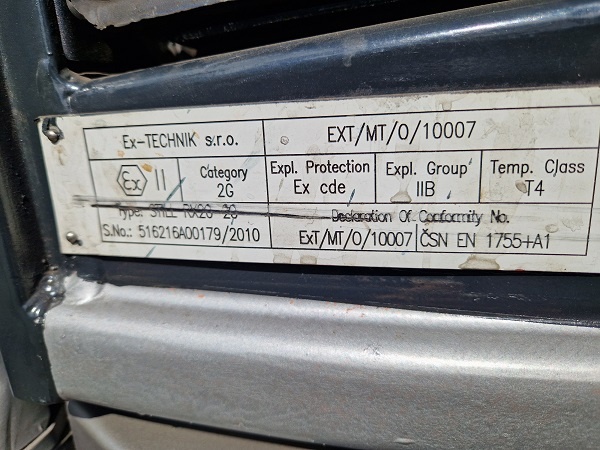 Ex-TECHNIK s.r.o.
EXT/MT/O/10007
Ex II
Category 2G
Expl. Protection Ex cde
Expl. Group IIB
Temp. Class T4
Type: STILL RX20-20
Declaration Of Conformity No.
S.No.: 516216A00179/2010
ExT/MT/O/10007
ČSN EN 1755+A1